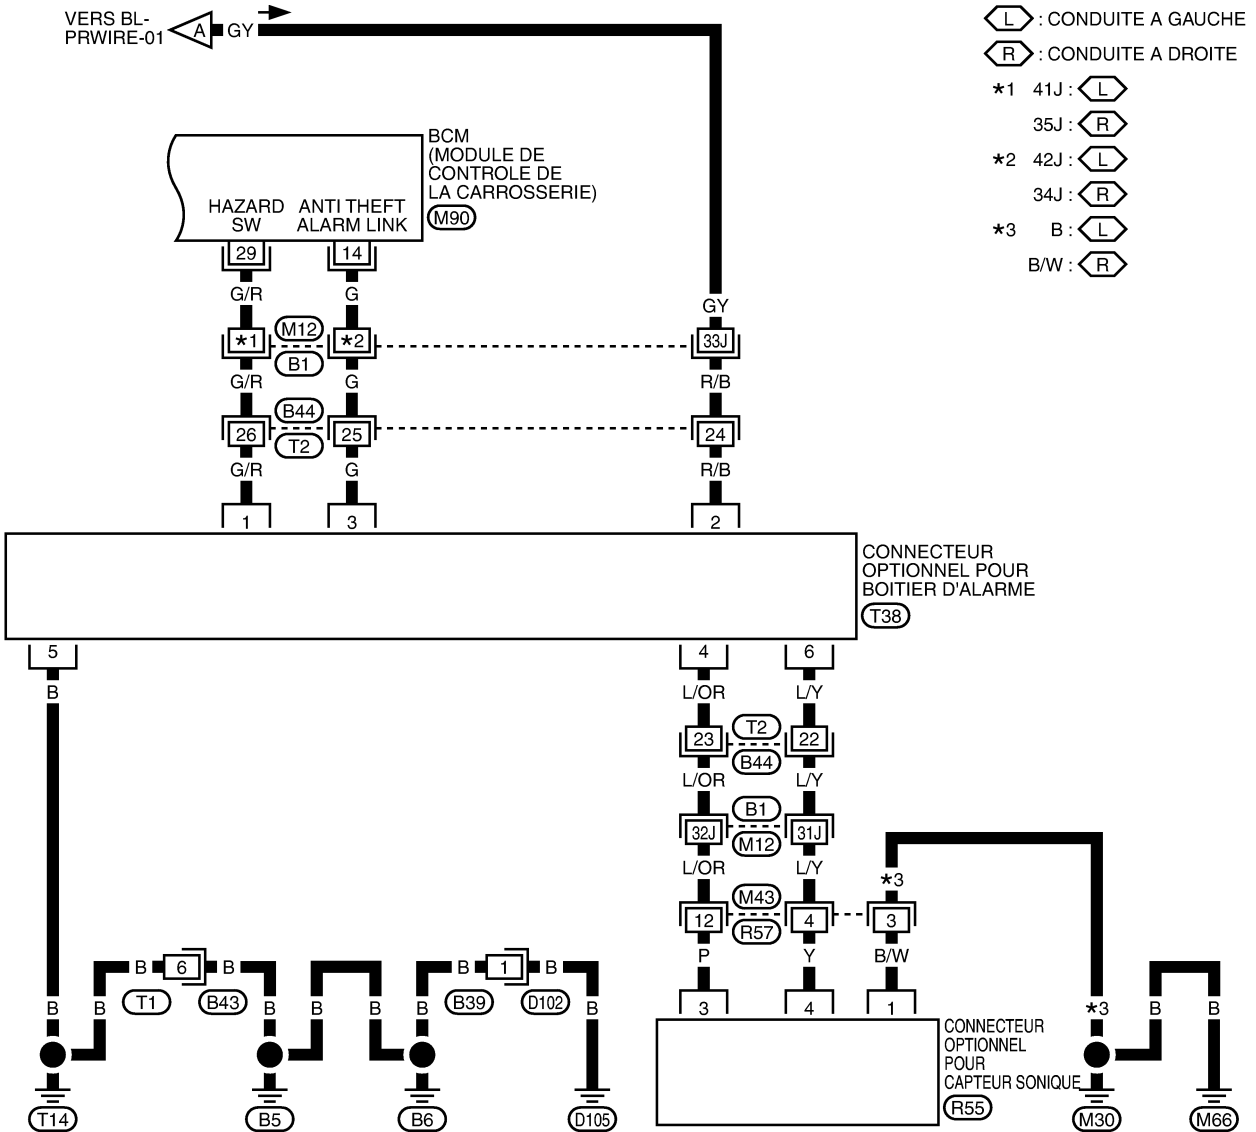 VERS BL-
PRWIRE-01
A
GY
L : CONDUITE A GAUCHE
R : CONDUITE A DROITE
*1 41J : L
35J : R
*2 42J : L
34J : R
*3 B : L
B/W : R
BCM
(MODULE DE
CONTROLE DE
LA CARROSSERIE)
M90
HAZARD
SW
ANTI THEFT
ALARM LINK
29 14
G/R G GY
*1 M12 *2 33J
B1
G/R G R/B
B44
26 25 24
T2
G/R G R/B
1 3 2
CONNECTEUR
OPTIONNEL POUR
BOITIER D'ALARME
T38
5 4 6
B L/OR L/Y
T2
23 22
B44
L/OR L/Y
B1
32J 31J
M12
L/OR L/Y *3
M43
12 4 3
R57
P Y B/W
B 6 B B 1 B
T1 B43 B39 D102
B B B B B B 3 4 1 *3 B B
CONNECTEUR
OPTIONNEL
POUR
CAPTEUR SONIQUE
R55
T14 B5 B6 D105 M30 M66